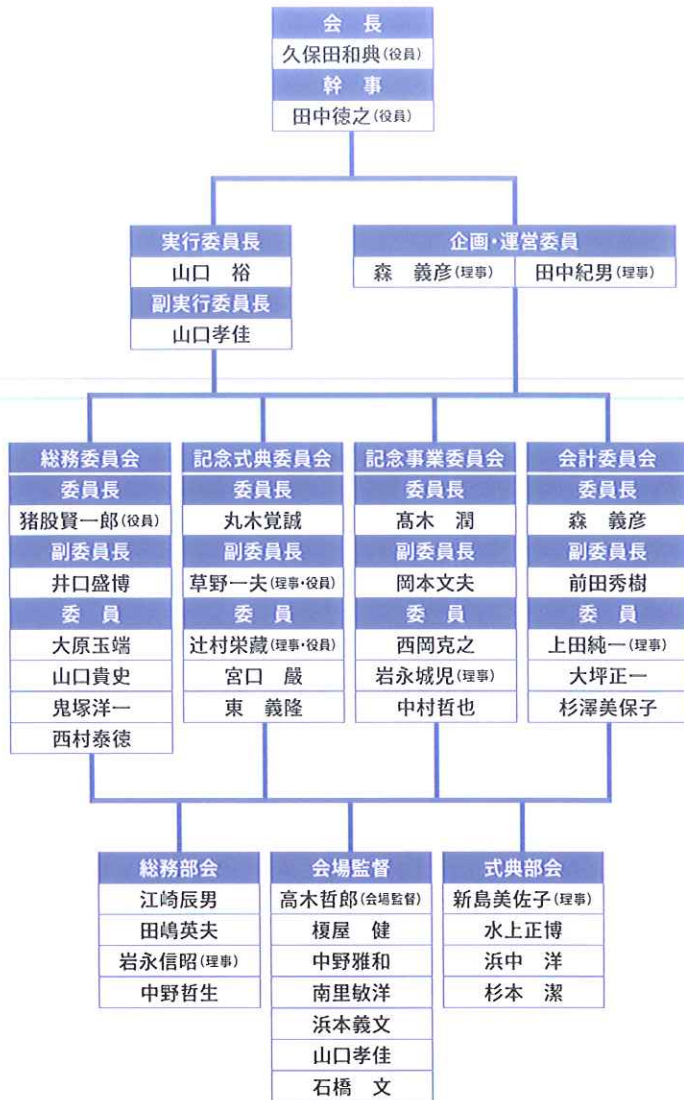 会長
久保田和典(役員)
幹事
田中徳之(役員)
実行委員長
山口 裕
副実行委員長
山口孝佳
企画・運営委員
森 義彦(理事) 田中紀男(理事)
総務委員会
委員長
猪股賢一郎(役員)
副委員長
井口盛博
委員
大原玉端
山口貴史
鬼塚洋一
西村泰徳
記念式典委員会
委員長
丸木覚誠
副委員長
草野一夫(理事・役員)
委員
辻村栄藏(理事・役員)
宮口 嚴
東 義隆
記念事業委員会
委員長
髙木 潤
副委員長
岡本文夫
委員
西岡克之
岩永城児(理事)
中村哲也
会計委員会
委員長
森 義彦
副委員長
前田秀樹
委員
上田純一(理事)
大坪正一
杉澤美保子
総務部会
江崎辰男
田嶋英夫
岩永信昭(理事)
中野哲生
会場監督
高木哲郎(会場監督)
榎屋 健
中野雅和
南里敏洋
浜本義文
山口孝佳
石橋 文
式典部会
新島美佐子(理事)
水上正博
浜中 洋
杉本 潔